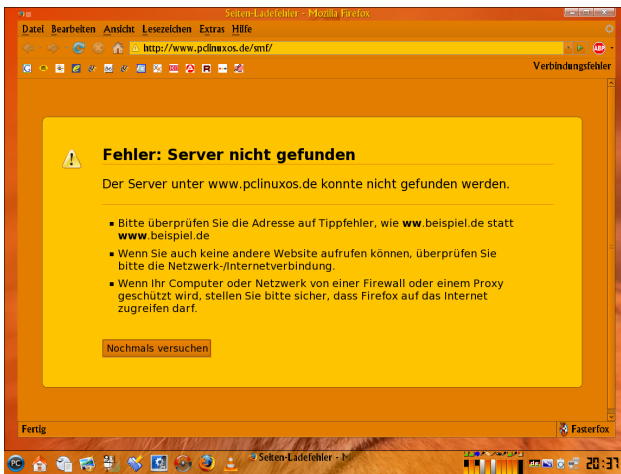 Seiten-Ladefehler - Mozilla Firefox
Datei Bearbeiten Ansicht Lesezeichen Extras Hilfe
http://www.pclinuxos.de/smf/
ABP
Verbindungsfehler
Fehler: Server nicht gefunden
Der Server unter www.pclinuxos.de konnte nicht gefunden werden.
Bitte überprüfen Sie die Adresse auf Tippfehler, wie ww.beispiel.de statt
www.beispiel.de
Wenn Sie auch keine andere Website aufrufen können, überprüfen Sie
bitte die Netzwerk-/Internetverbindung.
Wenn Ihr Computer oder Netzwerk von einer Firewall oder einem Proxy
geschützt wird, stellen Sie bitte sicher, dass Firefox auf das Internet
zugreifen darf.
Nochmals versuchen
Fertig
Fasterfox
PC
Seiten-Ladefehler - M
de
20:37